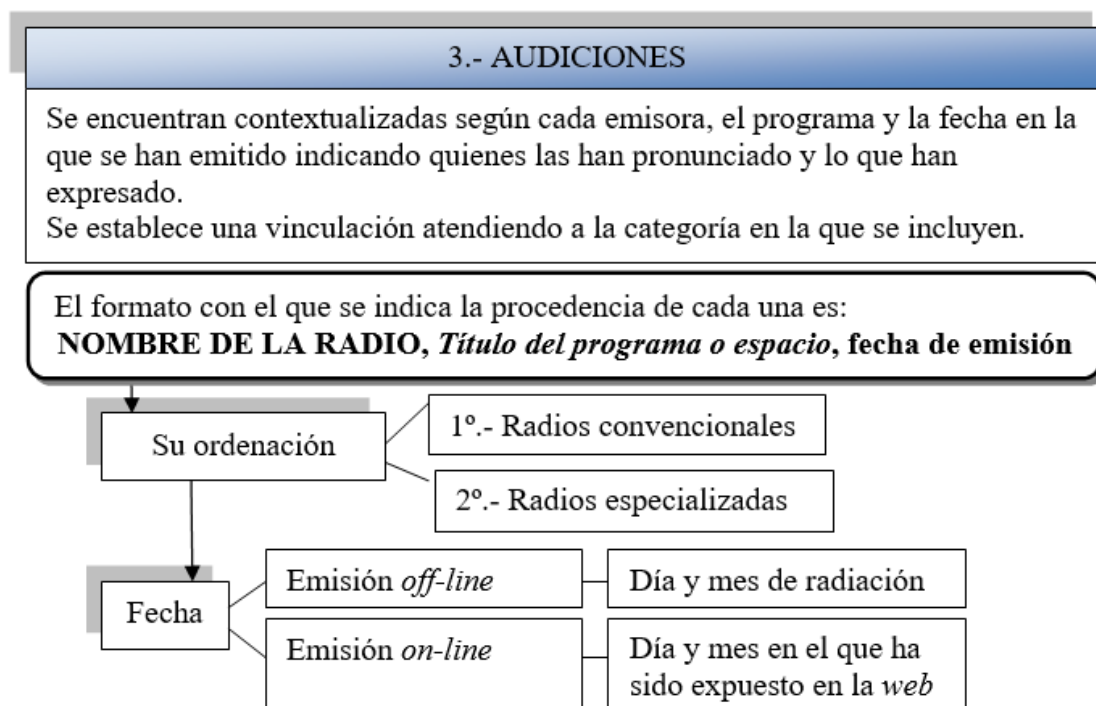 3.- AUDICIONES
Se encuentran contextualizadas según cada emisora, el programa y la fecha en la
que se han emitido indicando quienes las han pronunciado y lo que han
expresado.
Se establece una vinculación atendiendo a la categoría en la que se incluyen.
El formato con el que se indica la procedencia de cada una es:
NOMBRE DE LA RADIO, Título del programa o espacio, fecha de emisión
Su ordenación
1º.- Radios convencionales
2º.- Radios especializadas
Fecha
Emisión off-line
Día y mes de radiación
Emisión on-line
Día y mes en el que ha
sido expuesto en la web